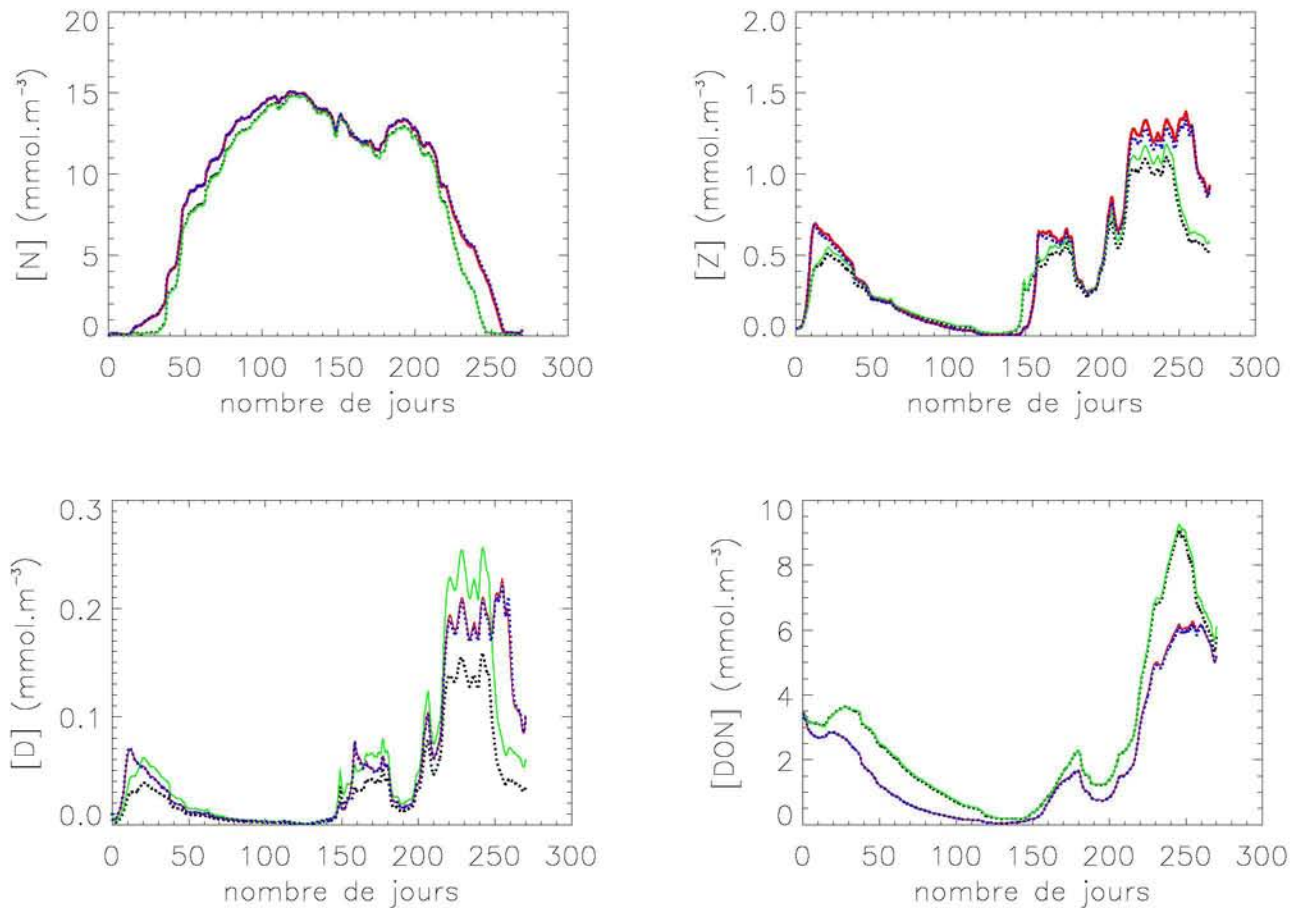 20
15
10
5
0
[N] (mmol.m⁻³)
0 50 100 150 200 250 300
nombre de jours
2.0
1.5
1.0
0.5
0.0
[Z] (mmol.m⁻³)
0 50 100 150 200 250 300
nombre de jours
0.3
0.2
0.1
0.0
[D] (mmol.m⁻³)
0 50 100 150 200 250 300
nombre de jours
10
8
6
4
2
0
[DON] (mmol.m⁻³)
0 50 100 150 200 250 300
nombre de jours